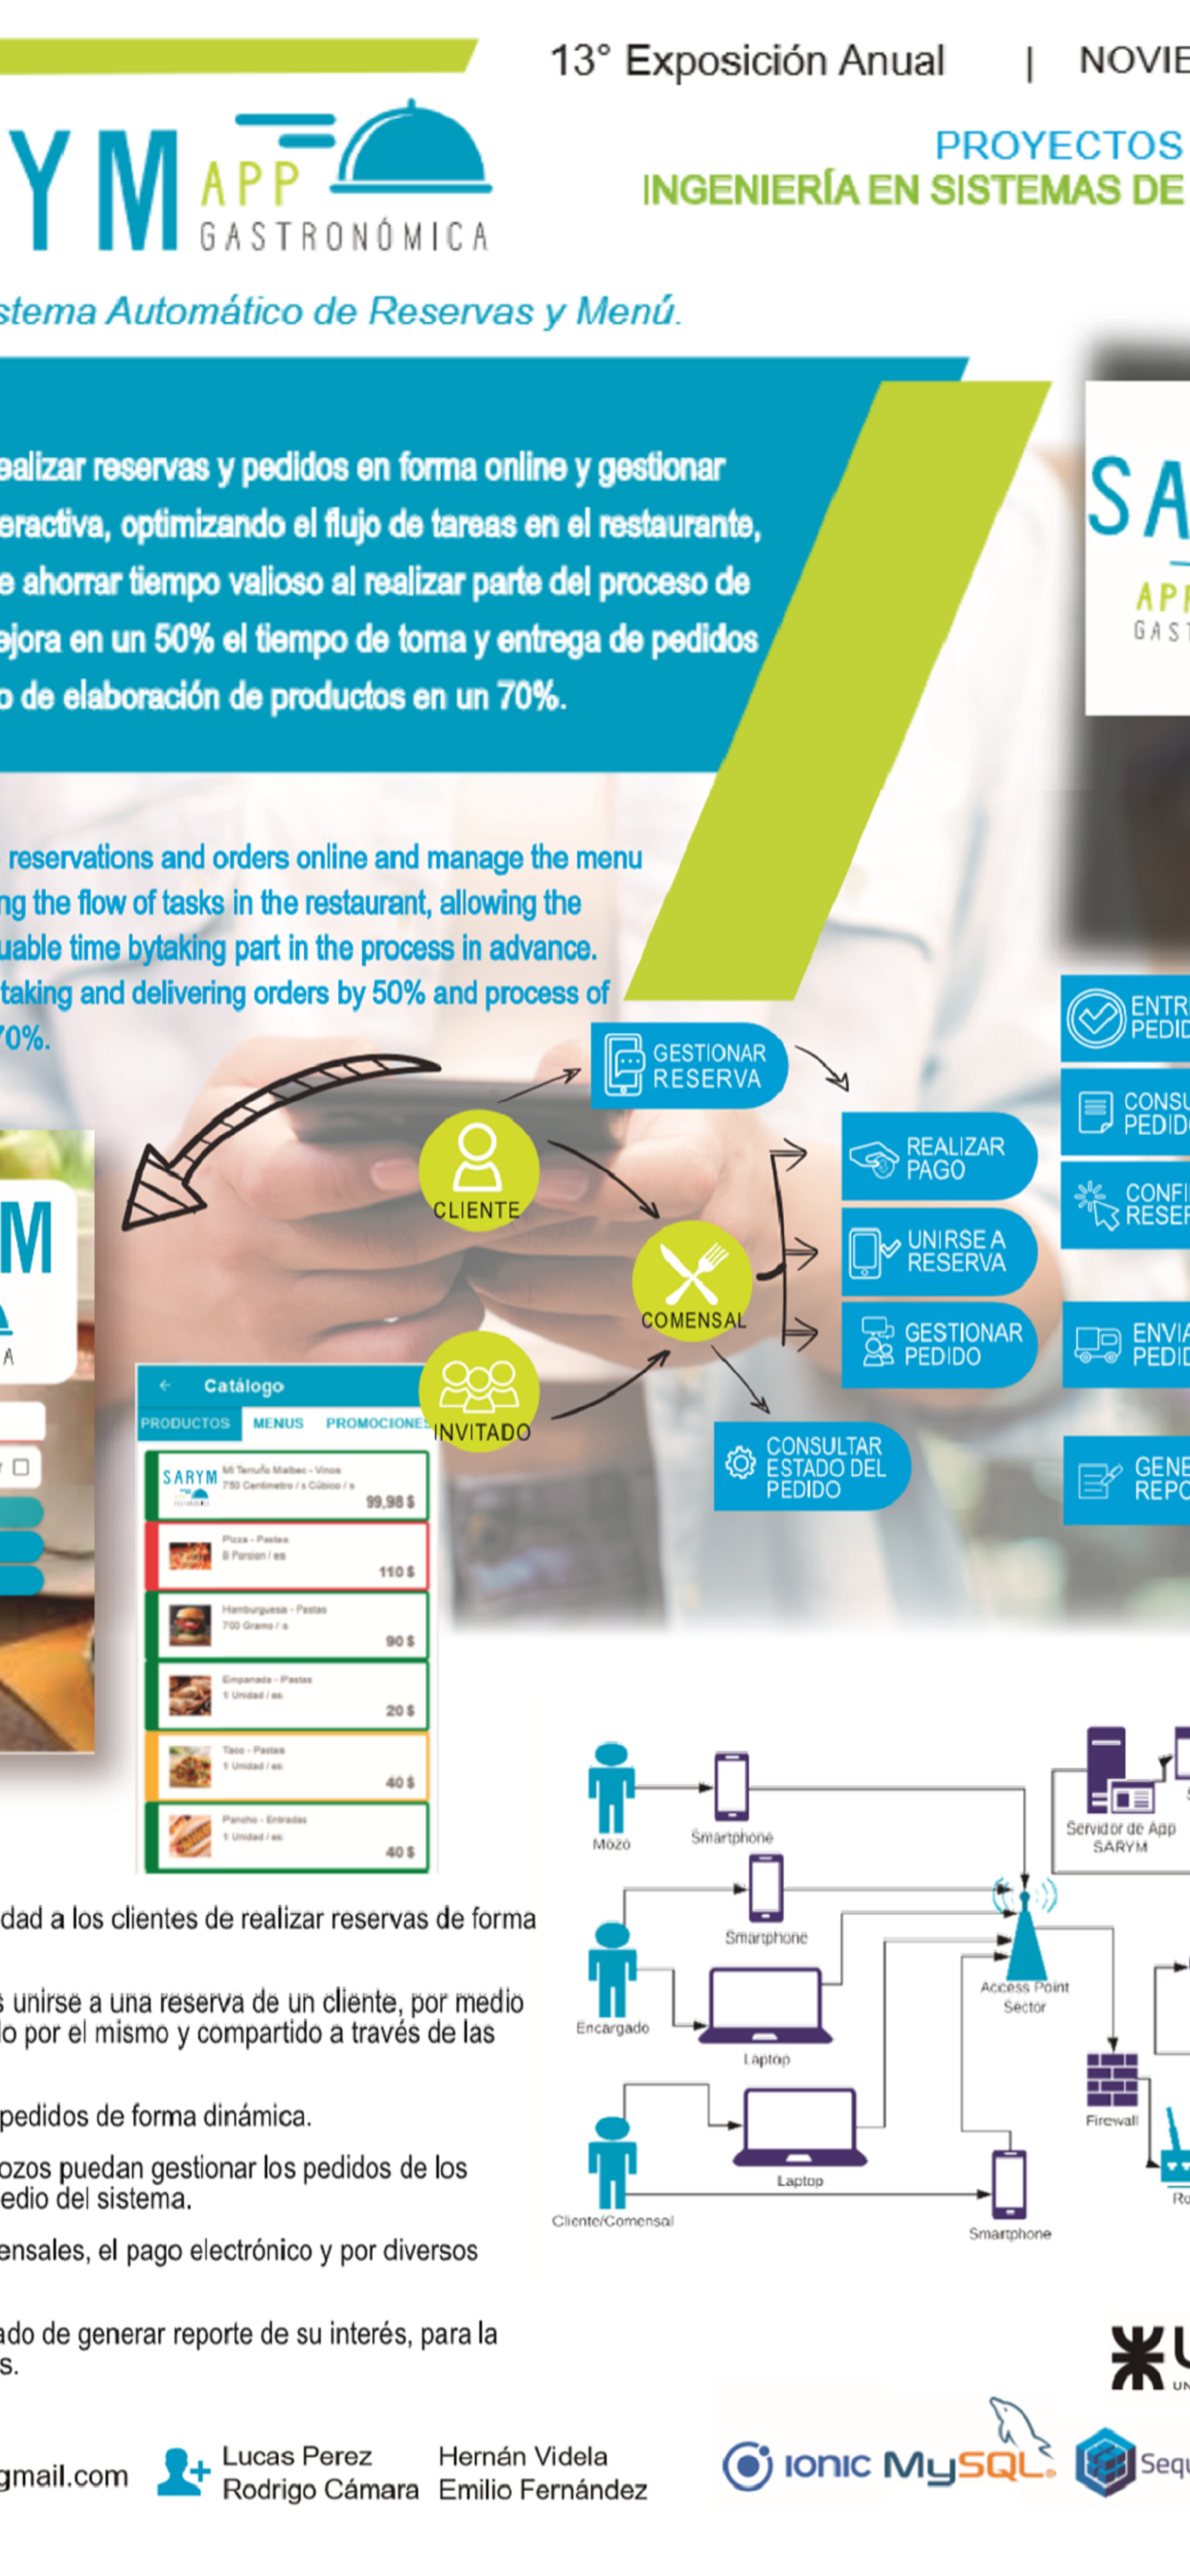 13° Exposición Anual | NOVIE
YM APP
GASTRONÓMICA
PROYECTOS
INGENIERÍA EN SISTEMAS DE
stema Automático de Reservas y Menú.
ealizar reservas y pedidos en forma online y gestionar
eractiva, optimizando el flujo de tareas en el restaurante,
e ahorrar tiempo valioso al realizar parte del proceso de
ejora en un 50% el tiempo de toma y entrega de pedidos
o de elaboración de productos en un 70%.
SA
APP
GAST
reservations and orders online and manage the menu
ng the flow of tasks in the restaurant, allowing the
uable time bytaking part in the process in advance.
taking and delivering orders by 50% and process of
70%.
GESTIONAR
RESERVA
CLIENTE
COMENSAL
INVITADO
REALIZAR
PAGO
UNIRSE A
RESERVA
GESTIONAR
PEDIDO
CONSULTAR
ESTADO DEL
PEDIDO
ENTRE
PEDID
CONSU
PEDIDO
CONFI
RESER
ENVIA
PEDID
GENE
REPO
M
A
Catálogo
PRODUCTOS MENUS PROMOCIONES
SARYM
Mi Terruño Malbec - Vinos
750 Centimetro / s Cúbico / s
99,98 $
Pizza - Pastas
8 Porcion / es
110 $
Hamburguesa - Pastas
700 Gramo / s
90 $
Empanada - Pastas
1 Unidad / es
20 $
Taco - Pastas
1 Unidad / es
40 $
Pancho - Entradas
1 Unidad / es
40 $
Mozo
Smartphone
Servidor de App
SARYM
Smartphone
Encargado
Laptop
Access Point
Sector
Firewall
Laptop
Ro
Cliente/Comensal
Smartphone
dad a los clientes de realizar reservas de forma
s unirse a una reserva de un cliente, por medio
lo por el mismo y compartido a través de las
pedidos de forma dinámica.
ozos puedan gestionar los pedidos de los
edio del sistema.
ensales, el pago electrónico y por diversos
ado de generar reporte de su interés, para la
s.
gmail.com
Lucas Perez Hernán Videla
Rodrigo Cámara Emilio Fernández
U
UN
IONIC MySQL Sequ